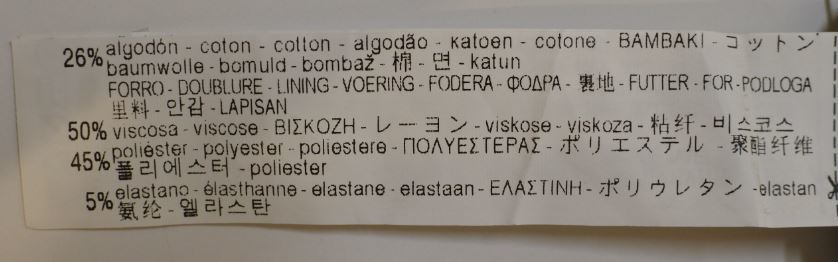 26% algodón - coton - cotton - algodão - katoen - cotone - ΒΑΜΒΑΚΙ - コットン
baumwolle - bomuld - bombaž - 棉 - 면 - katun
FORRO - DOUBLURE - LINING - VOERING - FODERA - ΦΟΔΡΑ - 裏地 - FUTTER - FOR - PODLOGA
里料 - 안감 - LAPISAN
50% viscosa - viscose - ΒΙΣΚΟΖΗ - レーヨン - viskose - viskoza - 粘纤 - 비스코스
45% poliéster - polyester - poliestere - ΠΟΛΥΕΣΤΕΡΑΣ - ポリエステル - 聚酯纤维
폴리에스터 - poliester
5% elastano - élasthanne - elastane - elastaan - ΕΛΑΣΤΙΝΗ - ポリウレタン - elastan
氨纶 - 엘라스탄